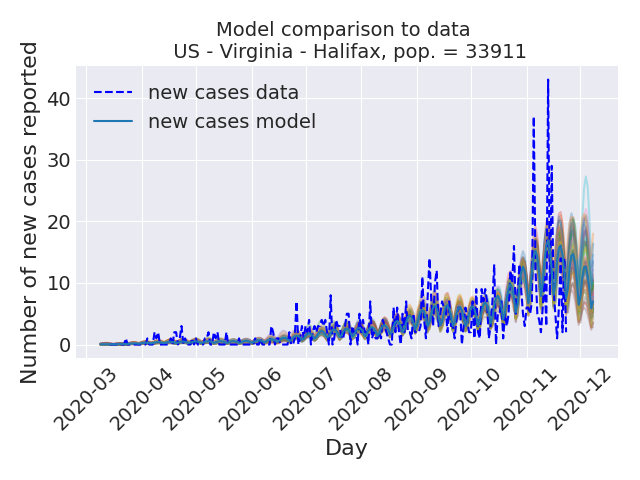 Model comparison to data
US - Virginia - Halifax, pop. = 33911
Number of new cases reported
40
30
20
10
0
new cases data
new cases model
2020-03
2020-04
2020-05
2020-06
2020-07
2020-08
2020-09
2020-10
2020-11
2020-12
Day